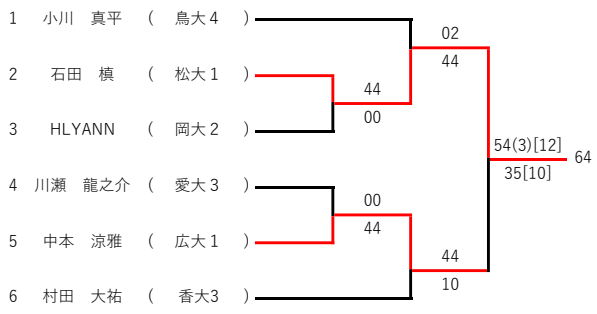 1 小川 真平 ( 鳥大4 )
02
2 石田 槙 ( 松大1 )
44
44
00
3 HLYANN ( 岡大2 )
54(3)[12]
64
35[10]
4 川瀬 龍之介 ( 愛大3 )
00
44
5 中本 涼雅 ( 広大1 )
44
10
6 村田 大祐 ( 香大3 )